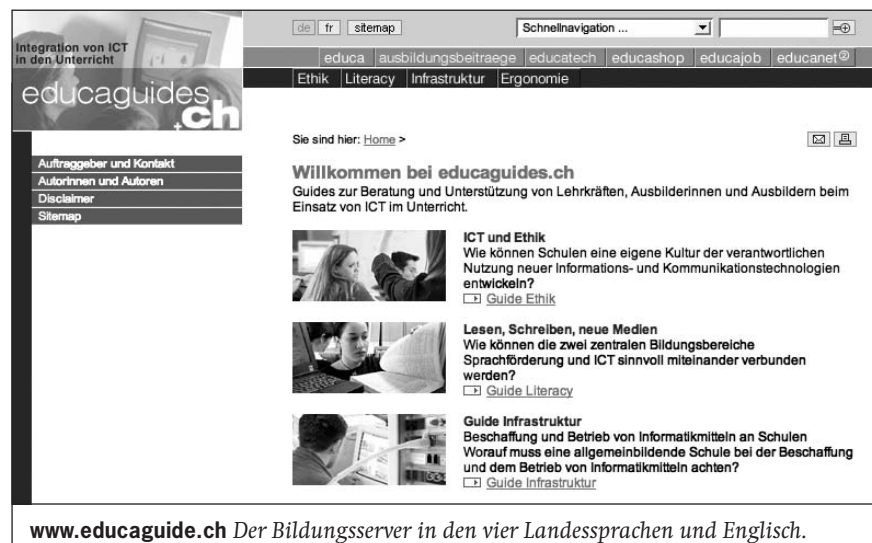 Integration von ICT
in den Unterricht
educaguides
.ch
de fr sitemap Schnellnavigation ...
educa ausbildungsbeitraege educatech educashop educajob educanet²
Ethik Literacy Infrastruktur Ergonomie
Sie sind hier: Home >
Auftraggeber und Kontakt
Autorinnen und Autoren
Disclaimer
Sitemap
Willkommen bei educaguides.ch
Guides zur Beratung und Unterstützung von Lehrkräften, Ausbilderinnen und Ausbildern beim
Einsatz von ICT im Unterricht.
ICT und Ethik
Wie können Schulen eine eigene Kultur der verantwortlichen
Nutzung neuer Informations- und Kommunikationstechnologien
entwickeln?
Guide Ethik
Lesen, Schreiben, neue Medien
Wie können die zwei zentralen Bildungsbereiche
Sprachförderung und ICT sinnvoll miteinander verbunden
werden?
Guide Literacy
Guide Infrastruktur
Beschaffung und Betrieb von Informatikmitteln an Schulen
Worauf muss eine allgemeinbildende Schule bei der Beschaffung
und dem Betrieb von Informatikmitteln achten?
Guide Infrastruktur
www.educaguide.ch Der Bildungsserver in den vier Landessprachen und Englisch.